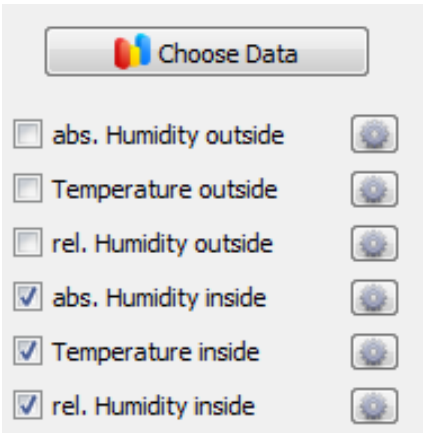 Choose Data
abs. Humidity outside
Temperature outside
rel. Humidity outside
abs. Humidity inside
Temperature inside
rel. Humidity inside